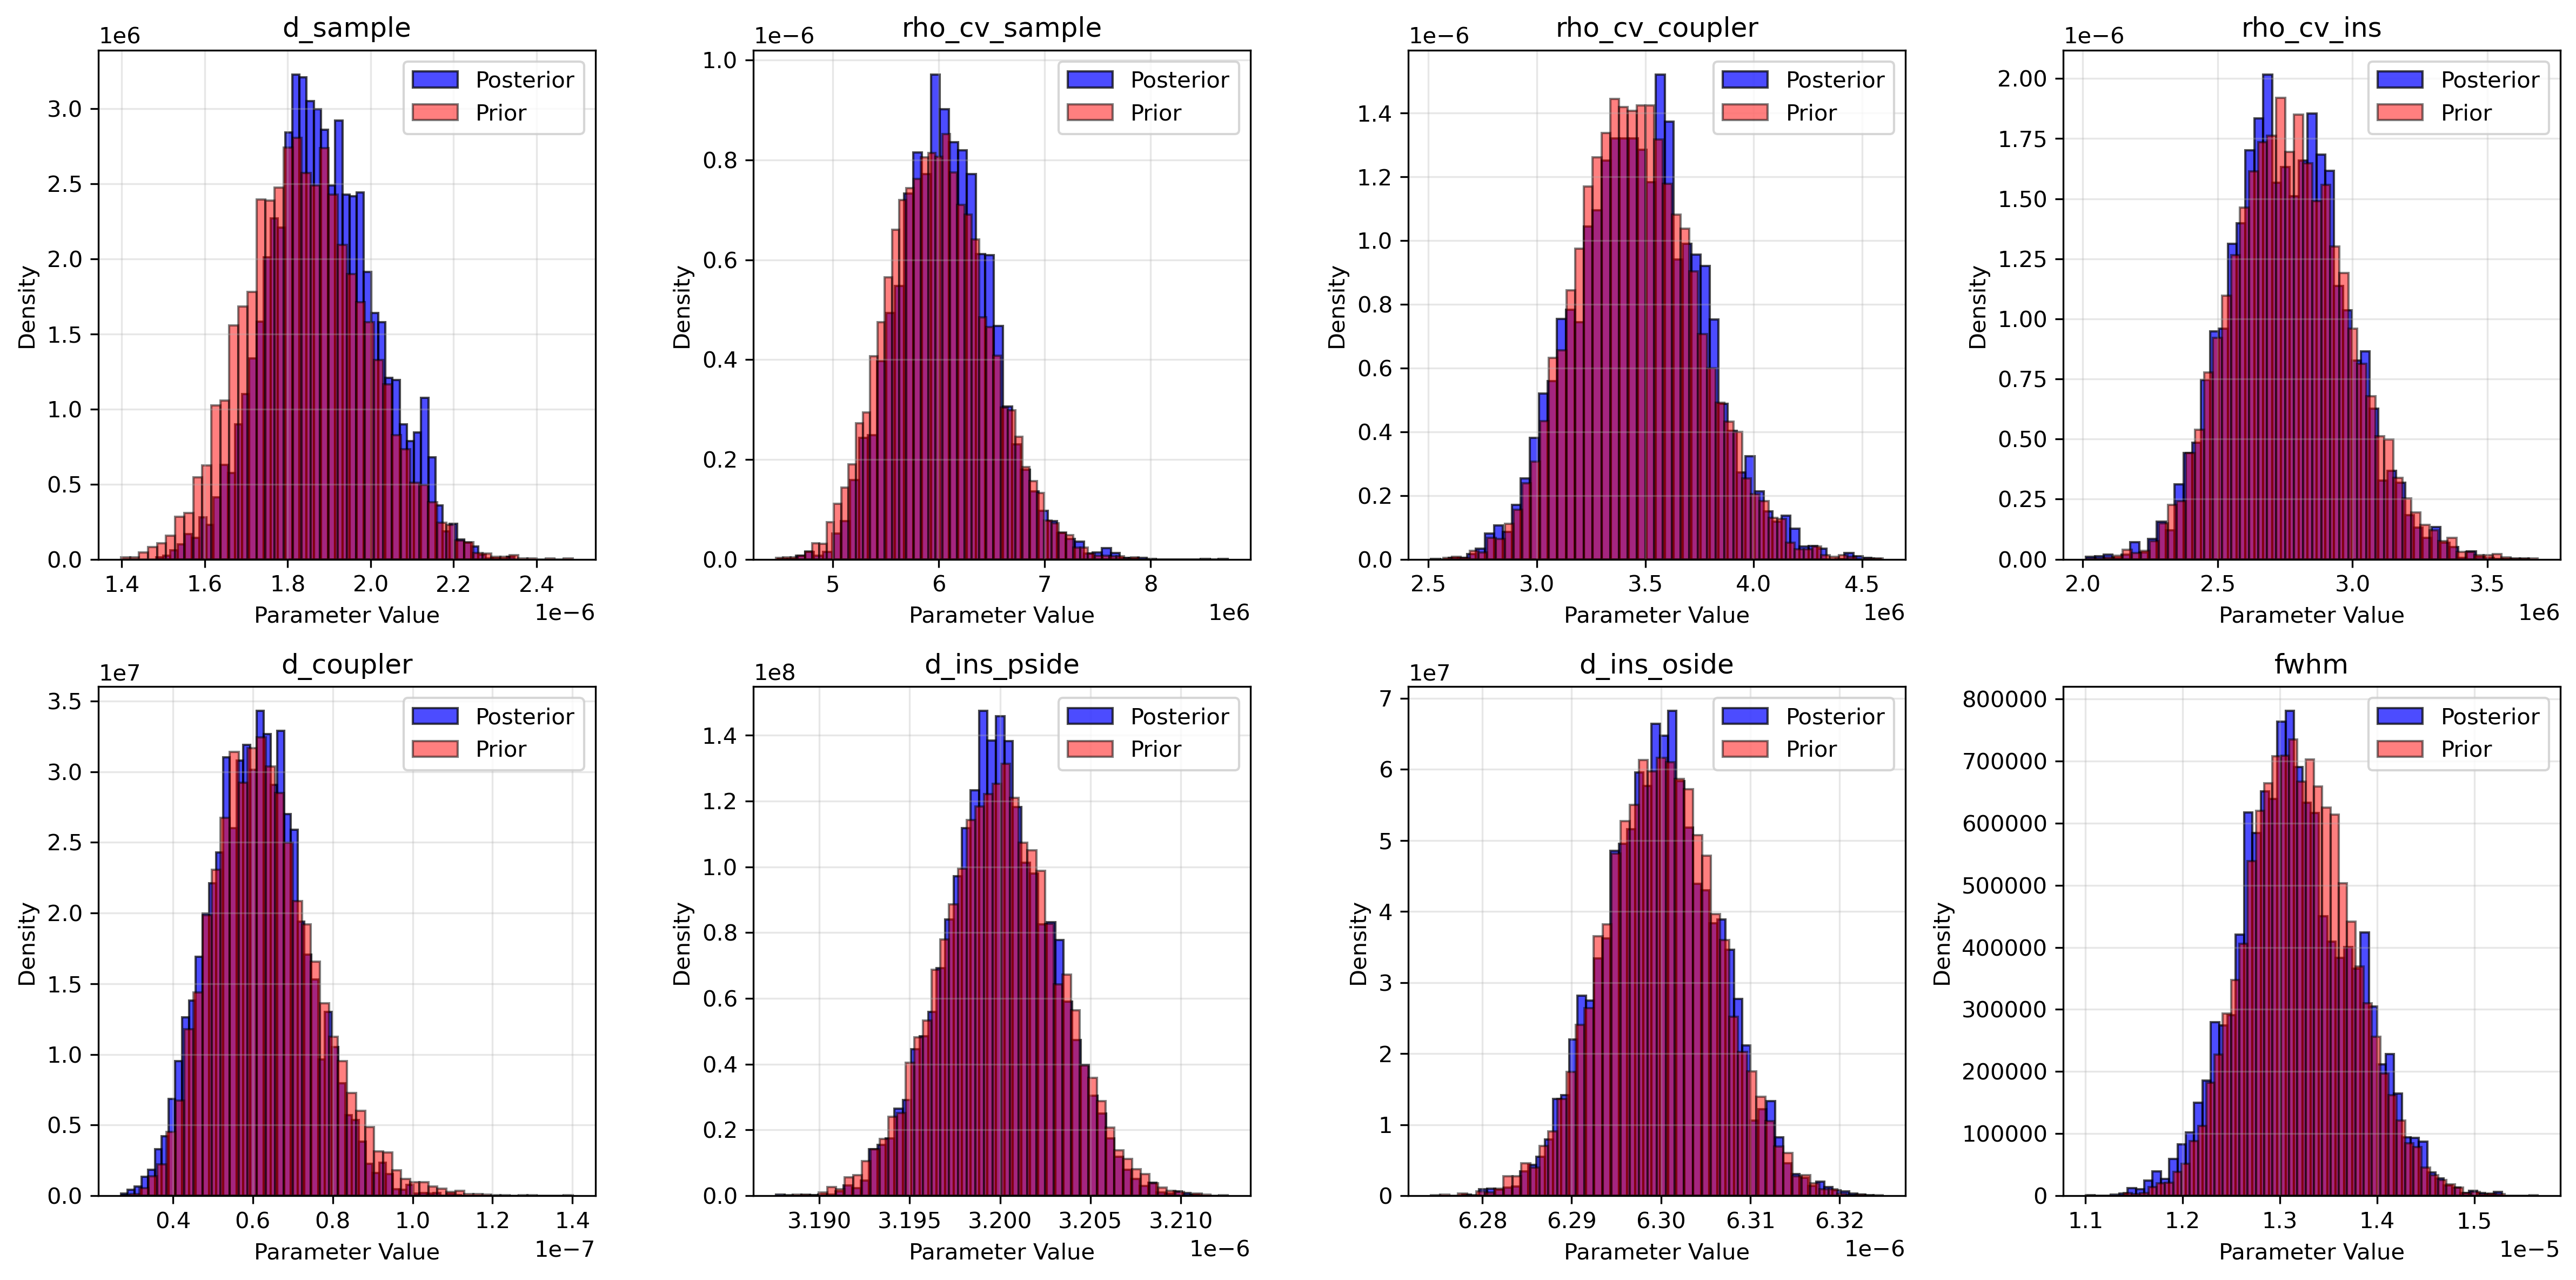 d_sample
1e6
Posterior
Prior
3.0
2.5
2.0
1.5
1.0
0.5
0.0
Density
1.4 1.6 1.8 2.0 2.2 2.4
Parameter Value
1e−6
rho_cv_sample
1e−6
Posterior
Prior
1.0
0.8
0.6
0.4
0.2
0.0
Density
5 6 7 8
Parameter Value
1e6
rho_cv_coupler
1e−6
Posterior
Prior
1.4
1.2
1.0
0.8
0.6
0.4
0.2
0.0
Density
2.5 3.0 3.5 4.0 4.5
Parameter Value
1e6
rho_cv_ins
1e−6
Posterior
Prior
2.00
1.75
1.50
1.25
1.00
0.75
0.50
0.25
0.00
Density
2.0 2.5 3.0 3.5
Parameter Value
1e6
d_coupler
1e7
Posterior
Prior
3.5
3.0
2.5
2.0
1.5
1.0
0.5
0.0
Density
0.4 0.6 0.8 1.0 1.2 1.4
Parameter Value
1e−7
d_ins_pside
1e8
Posterior
Prior
1.4
1.2
1.0
0.8
0.6
0.4
0.2
0.0
Density
3.190 3.195 3.200 3.205 3.210
Parameter Value
1e−6
d_ins_oside
1e7
Posterior
Prior
7
6
5
4
3
2
1
0
Density
6.28 6.29 6.30 6.31 6.32
Parameter Value
1e−6
fwhm
Posterior
Prior
800000
700000
600000
500000
400000
300000
200000
100000
0
Density
1.1 1.2 1.3 1.4 1.5
Parameter Value
1e−5